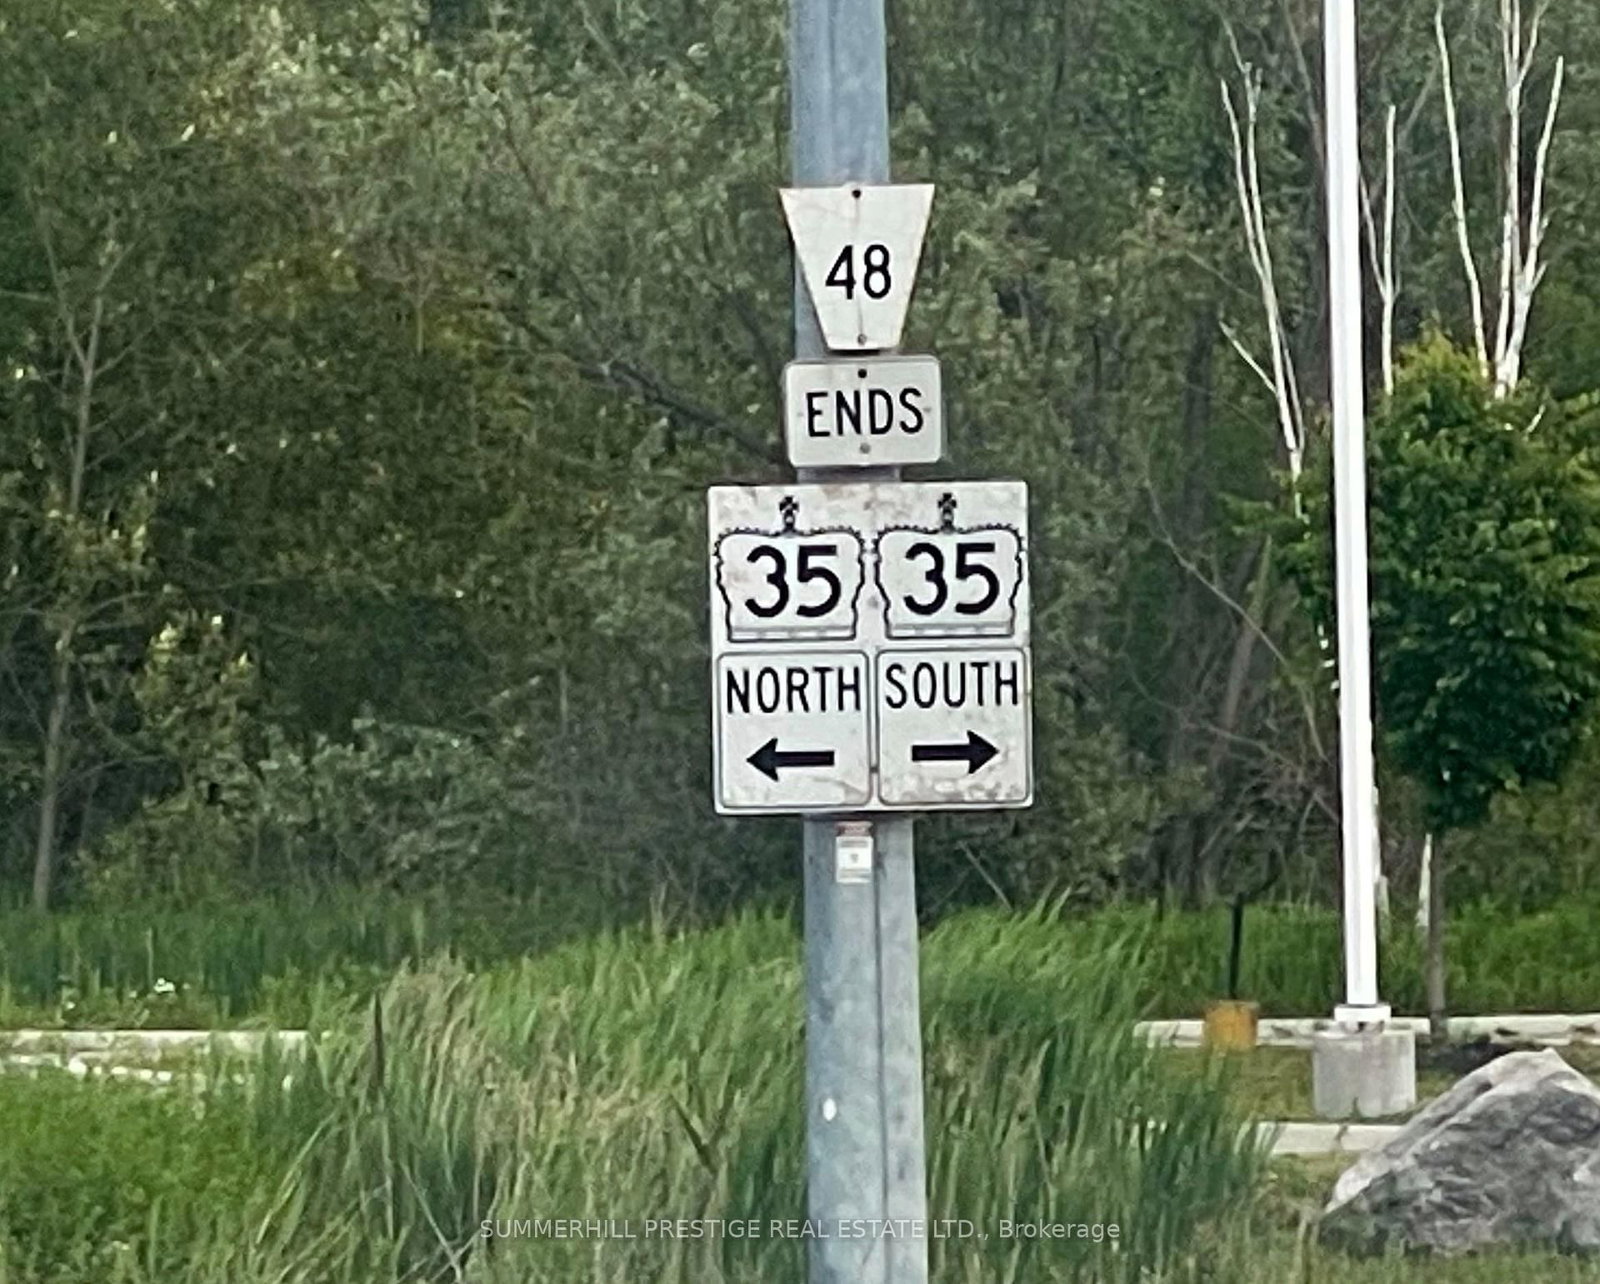 48
ENDS
35 35
NORTH SOUTH
SUMMERHILL PRESTIGE REAL ESTATE LTD., Brokerage